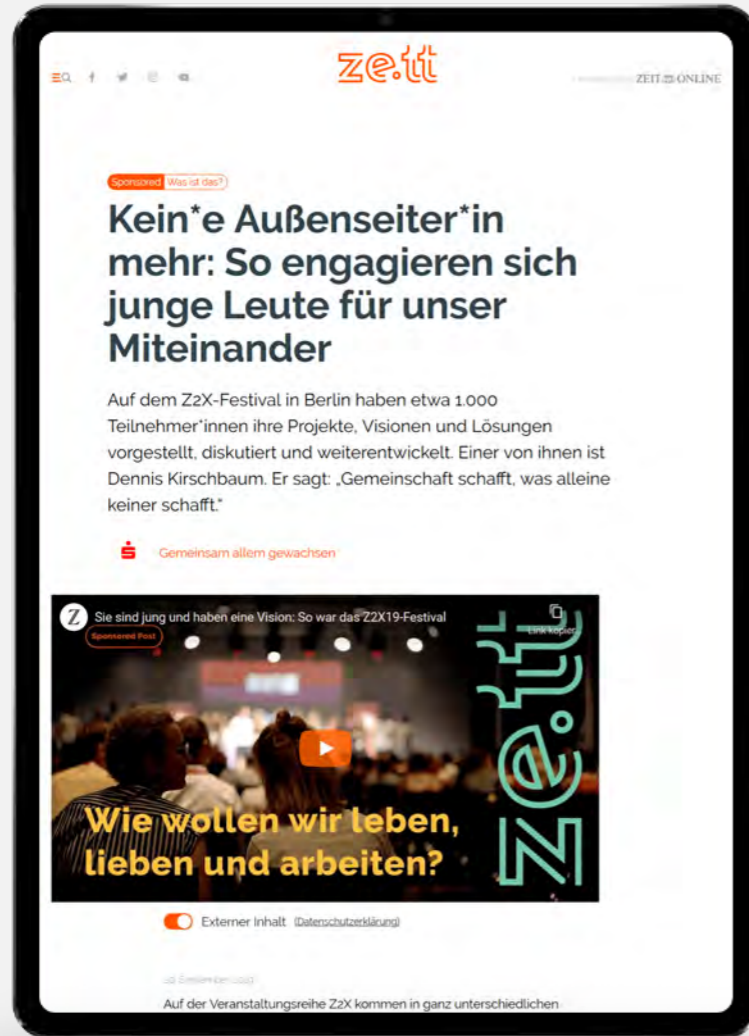 ze.tt
ZEIT ONLINE
Sponsored Was ist das?
Kein*e Außenseiter*in
mehr: So engagieren sich
junge Leute für unser
Miteinander
Auf dem Z2X-Festival in Berlin haben etwa 1.000
Teilnehmer*innen ihre Projekte, Visionen und Lösungen
vorgestellt, diskutiert und weiterentwickelt. Einer von ihnen ist
Dennis Kirschbaum. Er sagt: „Gemeinschaft schafft, was alleine
keiner schafft.“
Gemeinsam allem gewachsen
Z Sie sind jung und haben eine Vision: So war das Z2X19-Festival
Link kopier...
Sponsored Post
ze.tt
Wie wollen wir leben,
lieben und arbeiten?
Externer Inhalt (Datenschutzerklärung)
Auf der Veranstaltungsreihe Z2X kommen in ganz unterschiedlichen